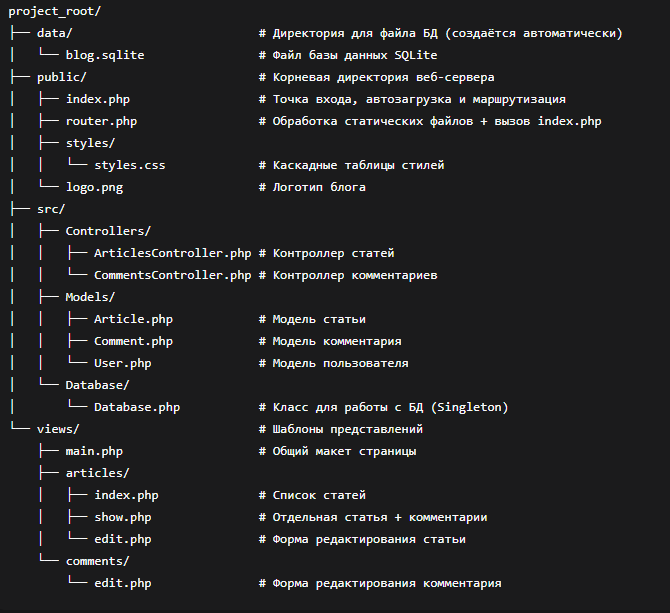 project_root/
├── data/                      # Директория для файла БД (создаётся автоматически)
│   └── blog.sqlite            # Файл базы данных SQLite
├── public/                    # Корневая директория веб-сервера
│   ├── index.php              # Точка входа, автозагрузка и маршрутизация
│   ├── router.php             # Обработка статических файлов + вызов index.php
│   ├── styles/
│   │   └── styles.css         # Каскадные таблицы стилей
│   └── logo.png               # Логотип блога
├── src/
│   ├── Controllers/
│   │   ├── ArticlesController.php # Контроллер статей
│   │   └── CommentsController.php # Контроллер комментариев
│   ├── Models/
│   │   ├── Article.php        # Модель статьи
│   │   ├── Comment.php        # Модель комментария
│   │   └── User.php           # Модель пользователя
│   └── Database/
│       └── Database.php       # Класс для работы с БД (Singleton)
└── views/                     # Шаблоны представлений
    ├── main.php               # Общий макет страницы
    ├── articles/
    │   ├── index.php          # Список статей
    │   ├── show.php           # Отдельная статья + комментарии
    │   └── edit.php           # Форма редактирования статьи
    └── comments/
        └── edit.php           # Форма редактирования комментария